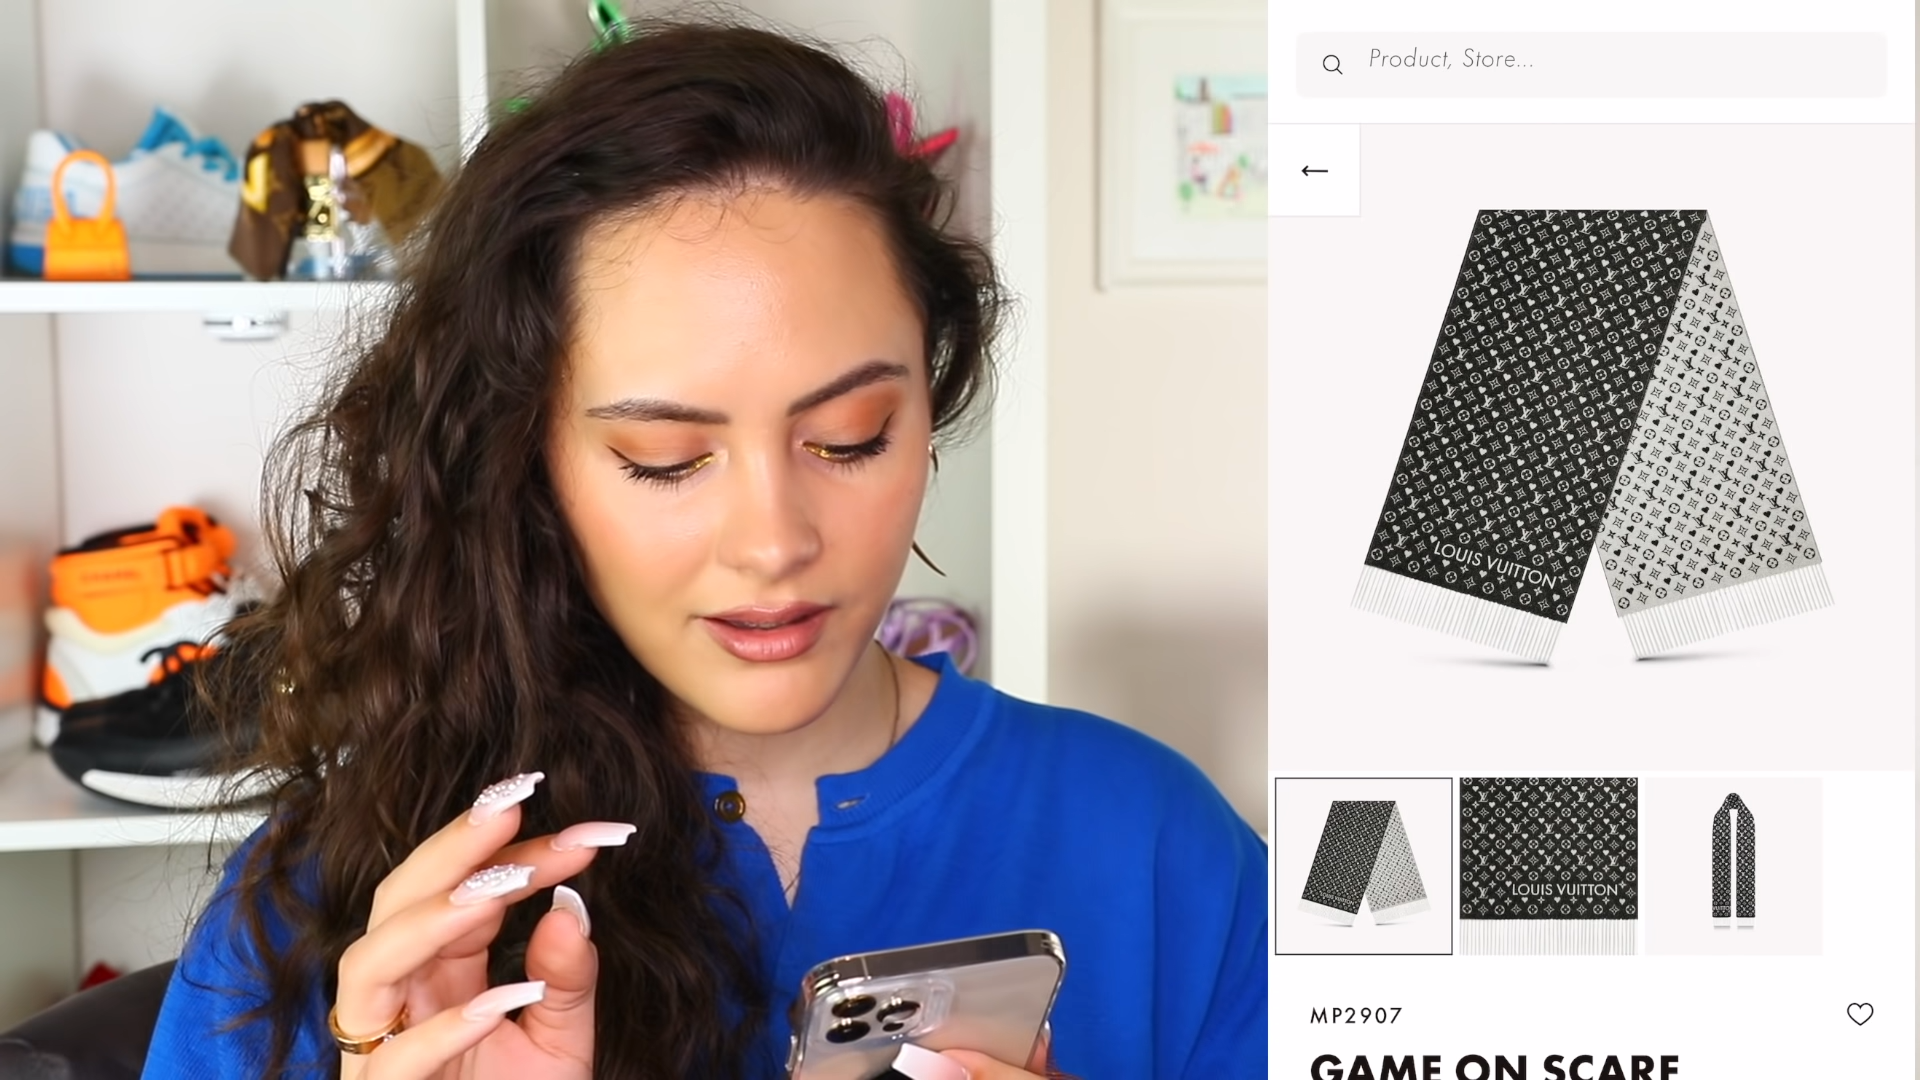 Product, Store...
LOUIS VUITTON
LOUIS VUITTON
MP2907
GAME ON SCARF